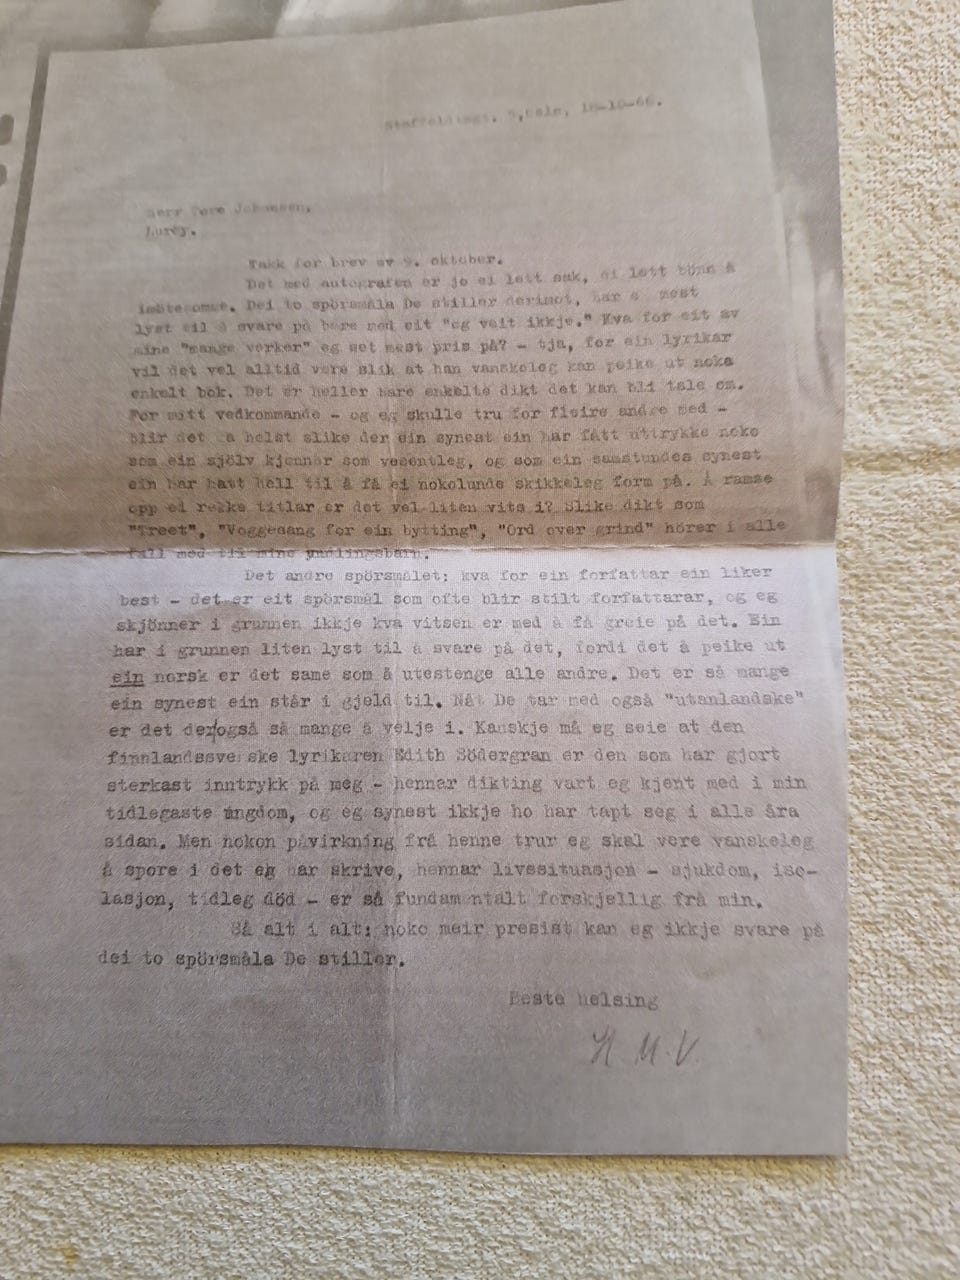 Staffeldtsgt. 5, Oslo, 18-10-66.
Herr Tore Johansen,
Lurøy.
Takk for brev av 9. oktober.
Det med autografen er jo ei lett sak, ei lett bönn å
imötekomme. Dei to spörsmåla De stiller derimot, har eg mest
lyst til å svare på bare med eit "eg veit ikkje." Kva for eit av
mine "mange verker" eg set mest pris på? - tja, for ein lyrikar
vil det vel alltid vere slik at han vanskeleg kan peike ut noka
enkelt bok. Det er heller bare enkelte dikt det kan bli tale om.
For mitt vedkommande - og eg skulle tru for fleire andre med -
blir det da helst slike der ein synest ein har fått uttrykke noko
som ein sjölv kjenner som vesentleg, og som ein samstundes synest
ein har hatt hell til å få ei nokolunde skikkeleg form på. Å ramse
opp ei rekke titlar er det vel liten vits i? Slike dikt som
"Treet", "Voggesang for ein bytting", "Ord over grind" hörer i alle
fall med til mine yndlingsbarn.
Det andre spörsmålet: kva for ein forfattar ein liker
best - det er eit spörsmål som ofte blir stilt forfattarar, og eg
skjönner i grunnen ikkje kva vitsen er med å få greie på det. Ein
har i grunnen liten lyst til å svare på det, fordi det å peike ut
ein norsk er det same som å utestenge alle andre. Det er så mange
ein synest ein står i gjeld til. Nåt De tar med også "utanlandske"
er det der/også så mange å velje i. Kanskje må eg seie at den
finnlandssvenske lyrikaren Edith Södergran er den som har gjort
sterkast inntrykk på meg - hennar dikting vart eg kjent med i min
tidlegaste ungdom, og eg synest ikkje ho har tapt seg i alle åra
sidan. Men nokon påvirkning frå henne trur eg skal vere vanskeleg
å spore i det eg har skrive, hennar livssituasjon - sjukdom, iso-
lasjon, tidleg död - er så fundamentalt forskjellig frå min.
Så alt i alt: noko meir presist kan eg ikkje svare på
dei to spörsmåla De stiller.
Beste helsing
H. M. V.